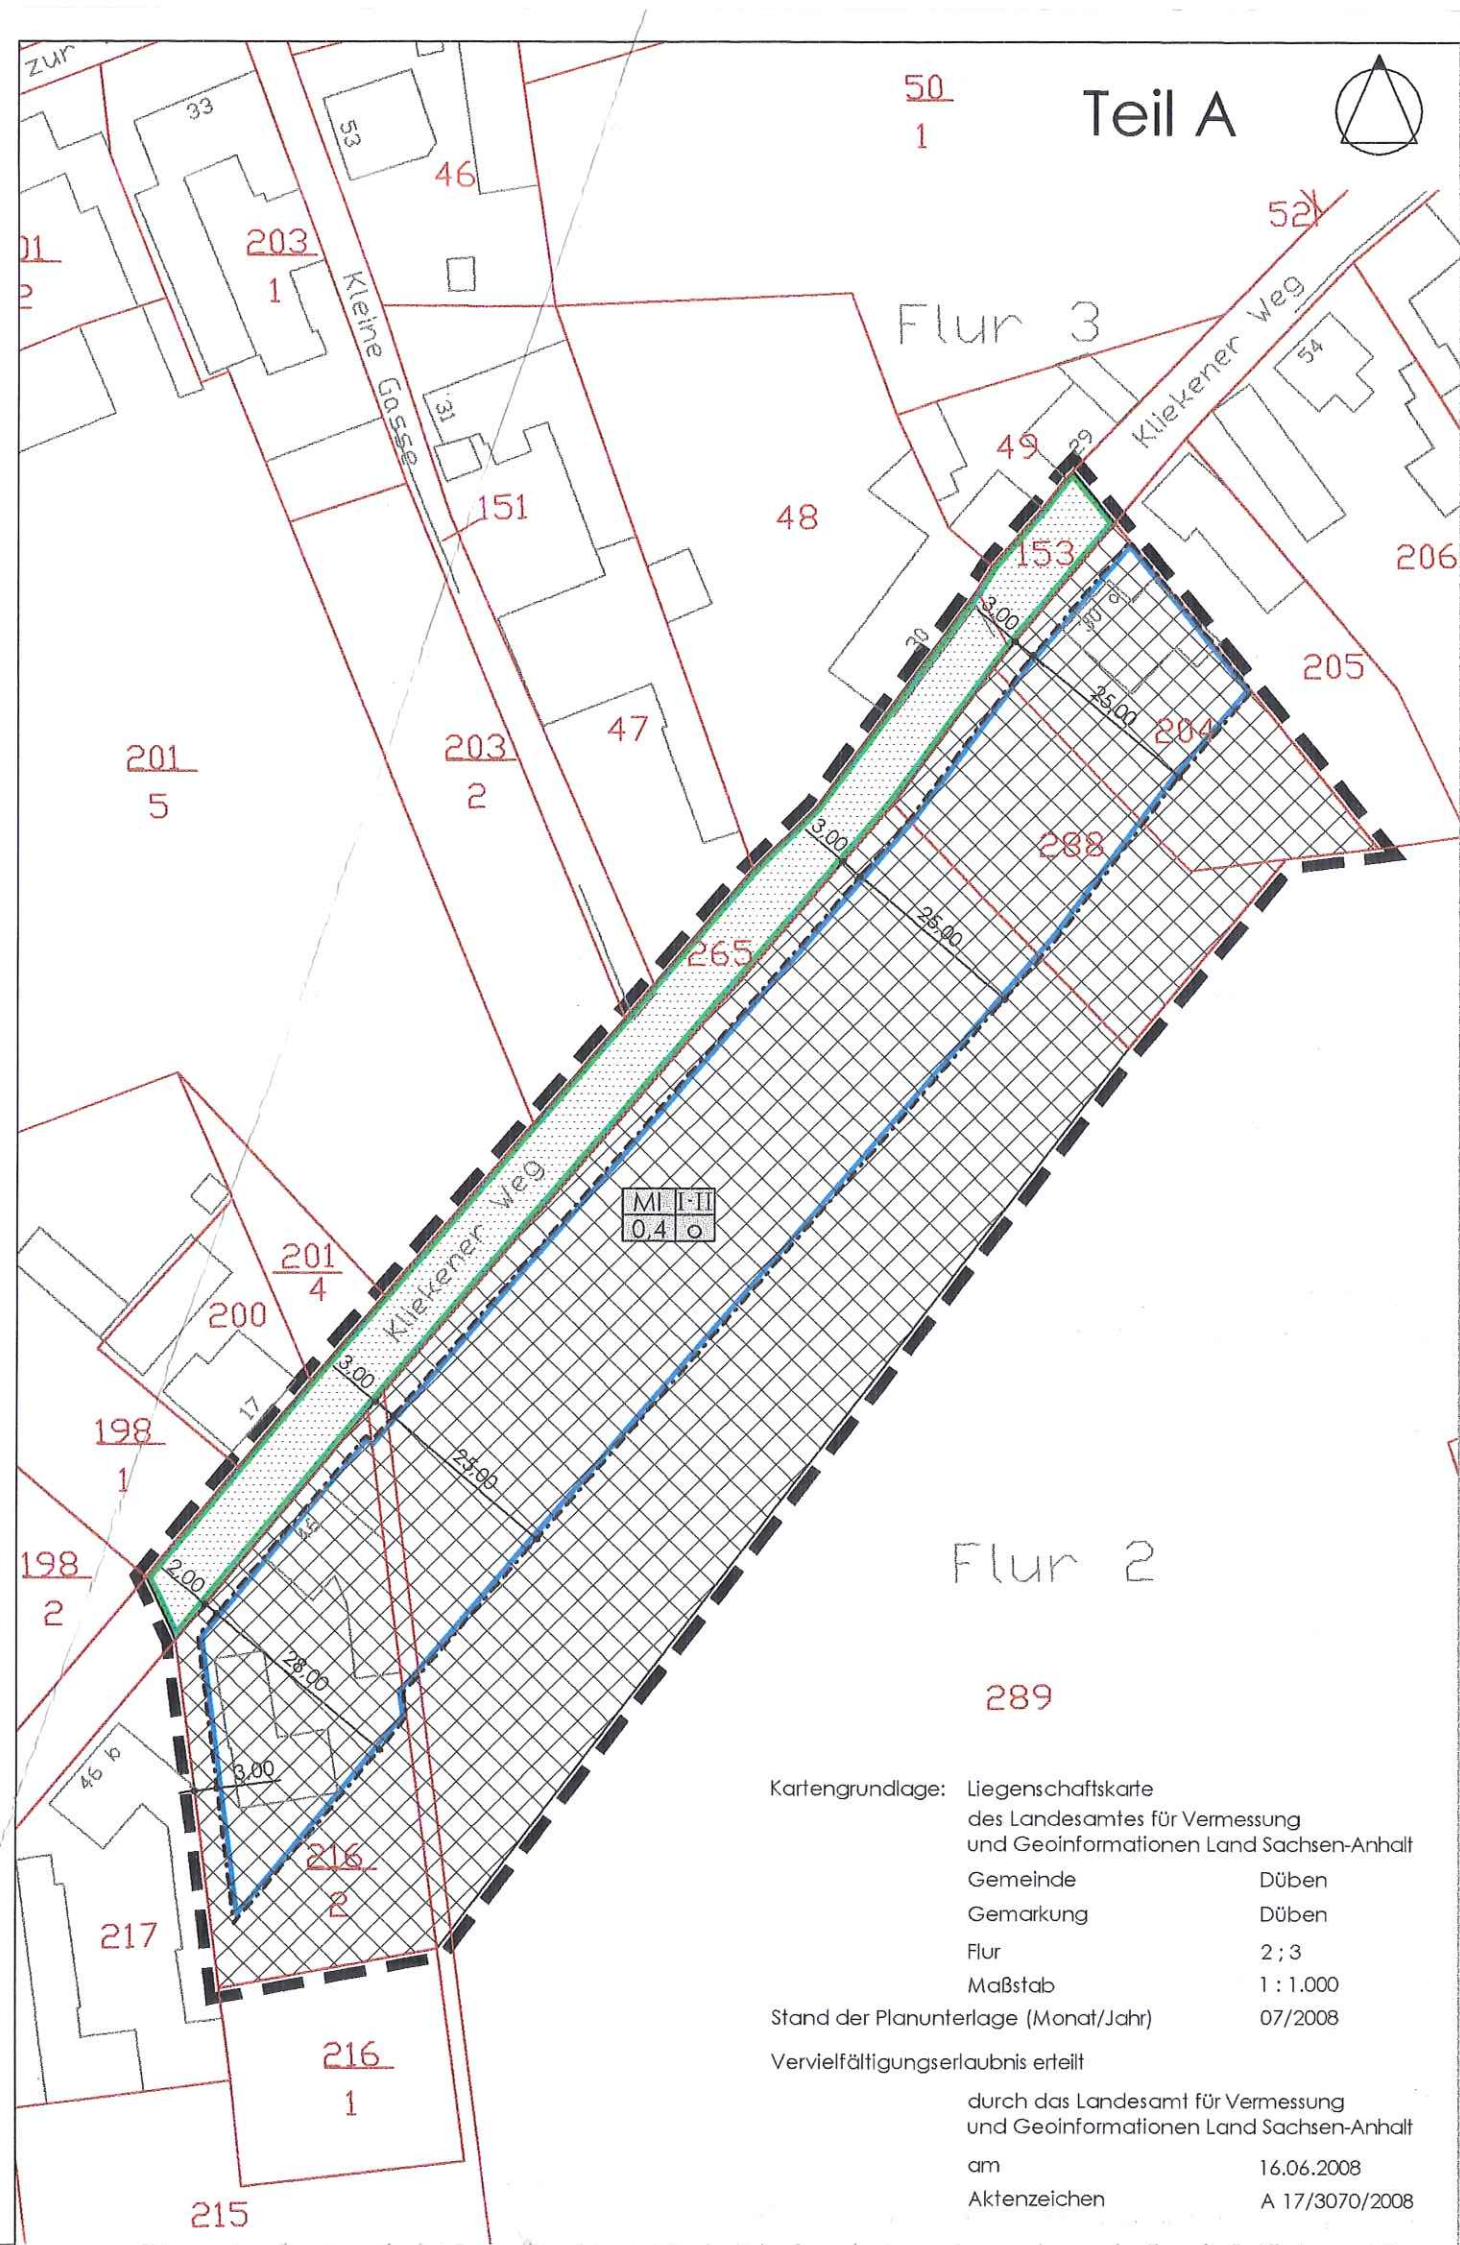 zur
33
53
46
50
1
Teil A
52
203
1
Kleine Gasse
Flur 3
Kliekener Weg
54
31
49
29
151
48
153
206
3,00
30
205
25,00
204
47
201
5
203
2
3,00
288
25,00
265
MI I-II
0,4 o
Kliekener Weg
201
4
200
3,00
17
198
1
25,00
Flur 2
198
2
2,00
28,00
289
46 b
3,00
Kartengrundlage: Liegenschaftskarte
des Landesamtes für Vermessung
und Geoinformationen Land Sachsen-Anhalt
216
2
Gemeinde Düben
Gemarkung Düben
217
Flur 2 ; 3
Maßstab 1 : 1.000
Stand der Planunterlage (Monat/Jahr) 07/2008
216
1
Vervielfältigungserlaubnis erteilt
durch das Landesamt für Vermessung
und Geoinformationen Land Sachsen-Anhalt
am 16.06.2008
Aktenzeichen A 17/3070/2008
215